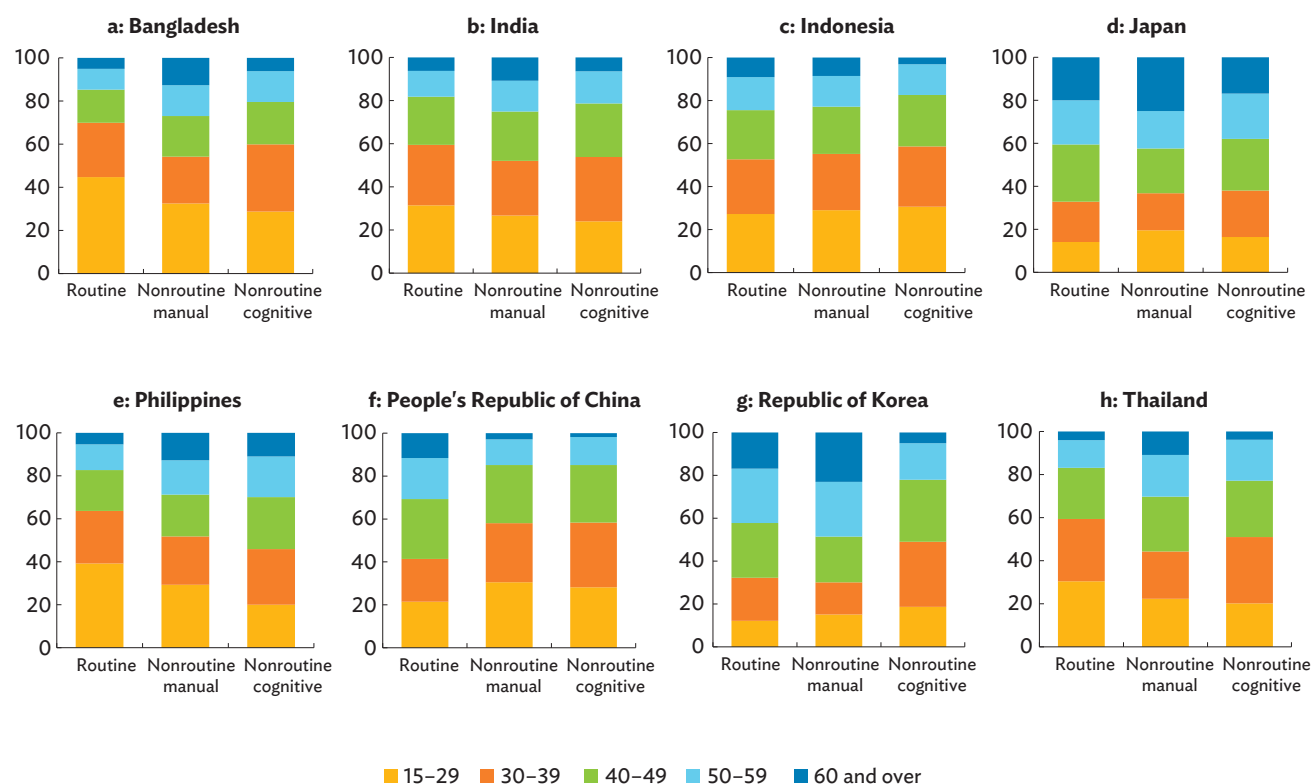 a: Bangladesh
100
80
60
40
20
0
Routine Nonroutine Nonroutine
manual cognitive
b: India
100
80
60
40
20
0
Routine Nonroutine Nonroutine
manual cognitive
c: Indonesia
100
80
60
40
20
0
Routine Nonroutine Nonroutine
manual cognitive
d: Japan
100
80
60
40
20
0
Routine Nonroutine Nonroutine
manual cognitive
e: Philippines
100
80
60
40
20
0
Routine Nonroutine Nonroutine
manual cognitive
f: People's Republic of China
100
80
60
40
20
0
Routine Nonroutine Nonroutine
manual cognitive
g: Republic of Korea
100
80
60
40
20
0
Routine Nonroutine Nonroutine
manual cognitive
h: Thailand
100
80
60
40
20
0
Routine Nonroutine Nonroutine
manual cognitive
15–29 30–39 40–49 50–59 60 and over